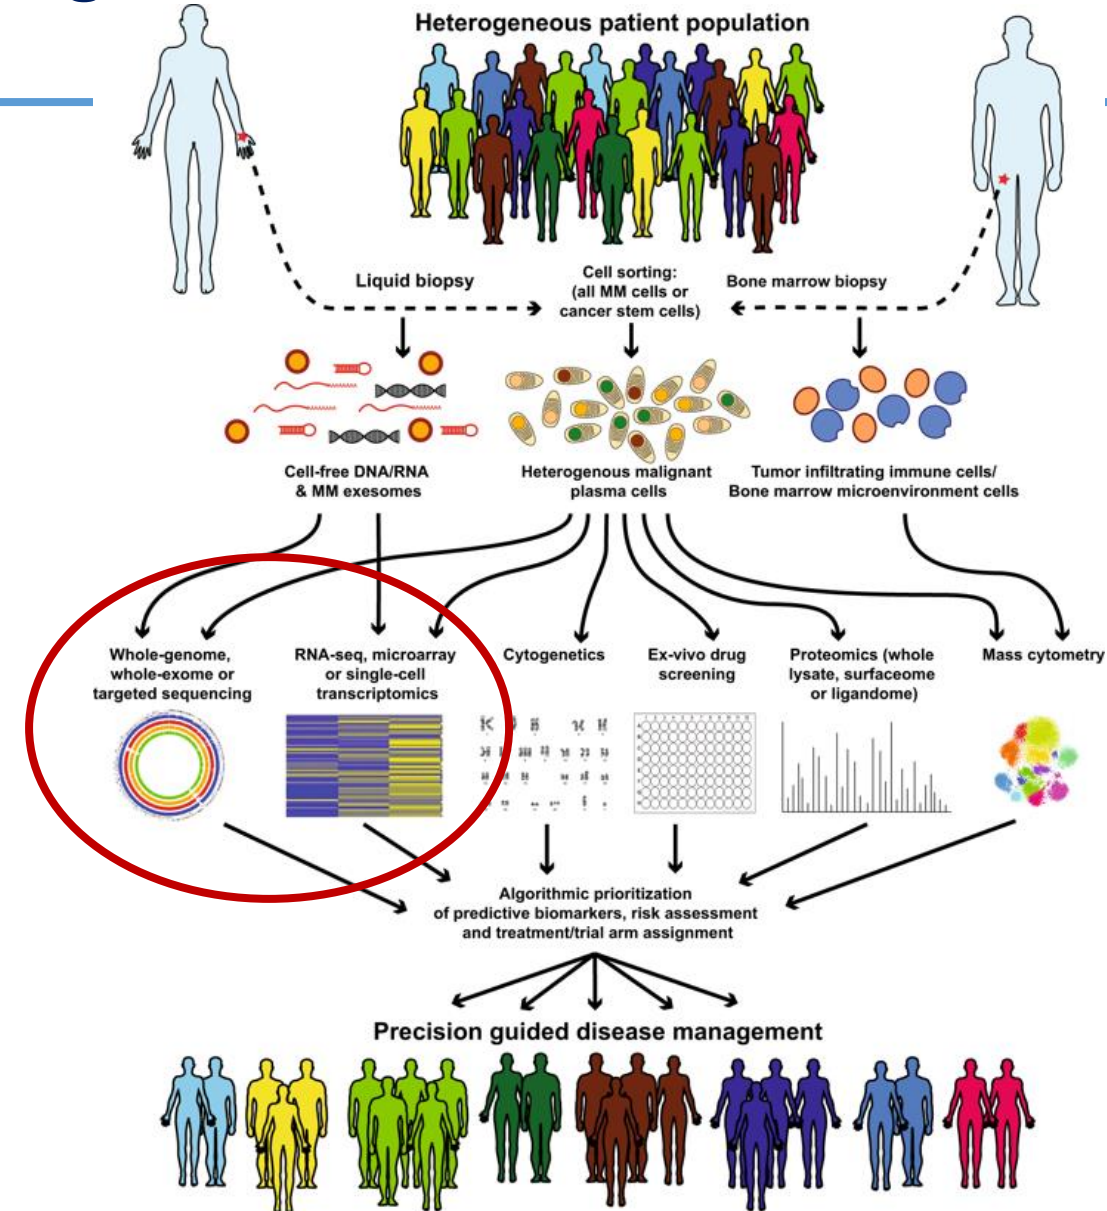 Heterogeneous patient population
Liquid biopsy
Cell sorting:
(all MM cells or
cancer stem cells)
Bone marrow biopsy
Cell-free DNA/RNA
& MM exesomes
Heterogenous malignant
plasma cells
Tumor infiltrating immune cells/
Bone marrow microenvironment cells
Whole-genome,
whole-exome or
targeted sequencing
RNA-seq, microarray
or single-cell
transcriptomics
Cytogenetics
Ex-vivo drug
screening
Proteomics (whole
lysate, surfaceome
or ligandome)
Mass cytometry
Algorithmic prioritization
of predictive biomarkers, risk assessment
and treatment/trial arm assignment
Precision guided disease management